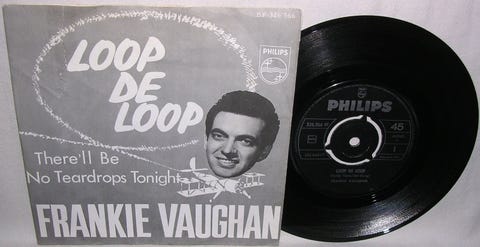 PHILIPS
LOOP
DE
LOOP
There'll Be
No Teardrops Tonight
FRANKIE VAUGHAN
PHILIPS
45
LOOP DE LOOP
FRANKIE VAUGHAN